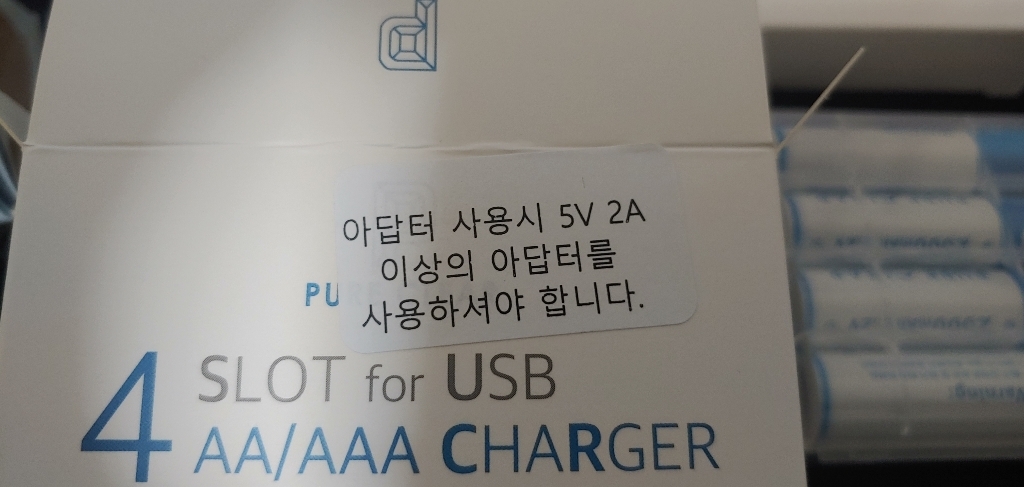 아답터 사용시 5V 2A
이상의 아답터를
사용하셔야 합니다.
PU
4 SLOT for USB
AA/AAA CHARGER